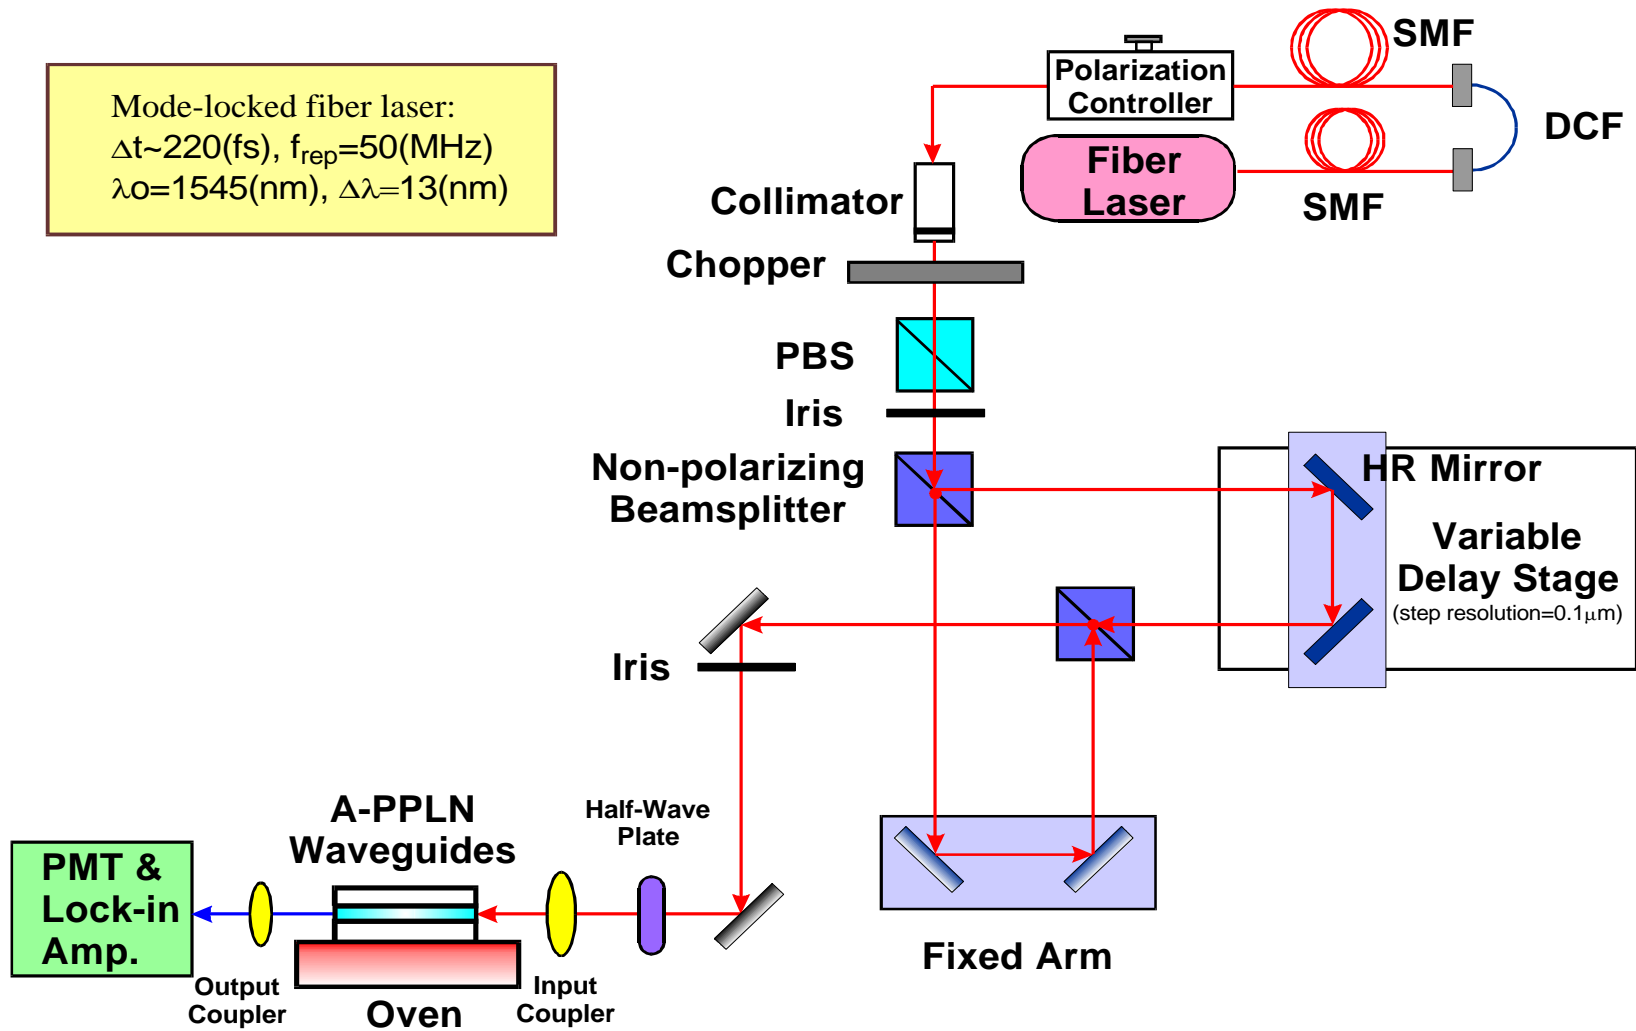 Mode-locked fiber laser:
Δt~220(fs), frep=50(MHz)
λo=1545(nm), Δλ=13(nm)
SMF
Polarization
Controller
DCF
Fiber
Laser
SMF
Collimator
Chopper
PBS
Iris
Non-polarizing
Beamsplitter
HR Mirror
Variable
Delay Stage
(step resolution=0.1μm)
Iris
A-PPLN
Waveguides
Half-Wave
Plate
PMT &
Lock-in
Amp.
Fixed Arm
Output
Coupler
Oven
Input
Coupler